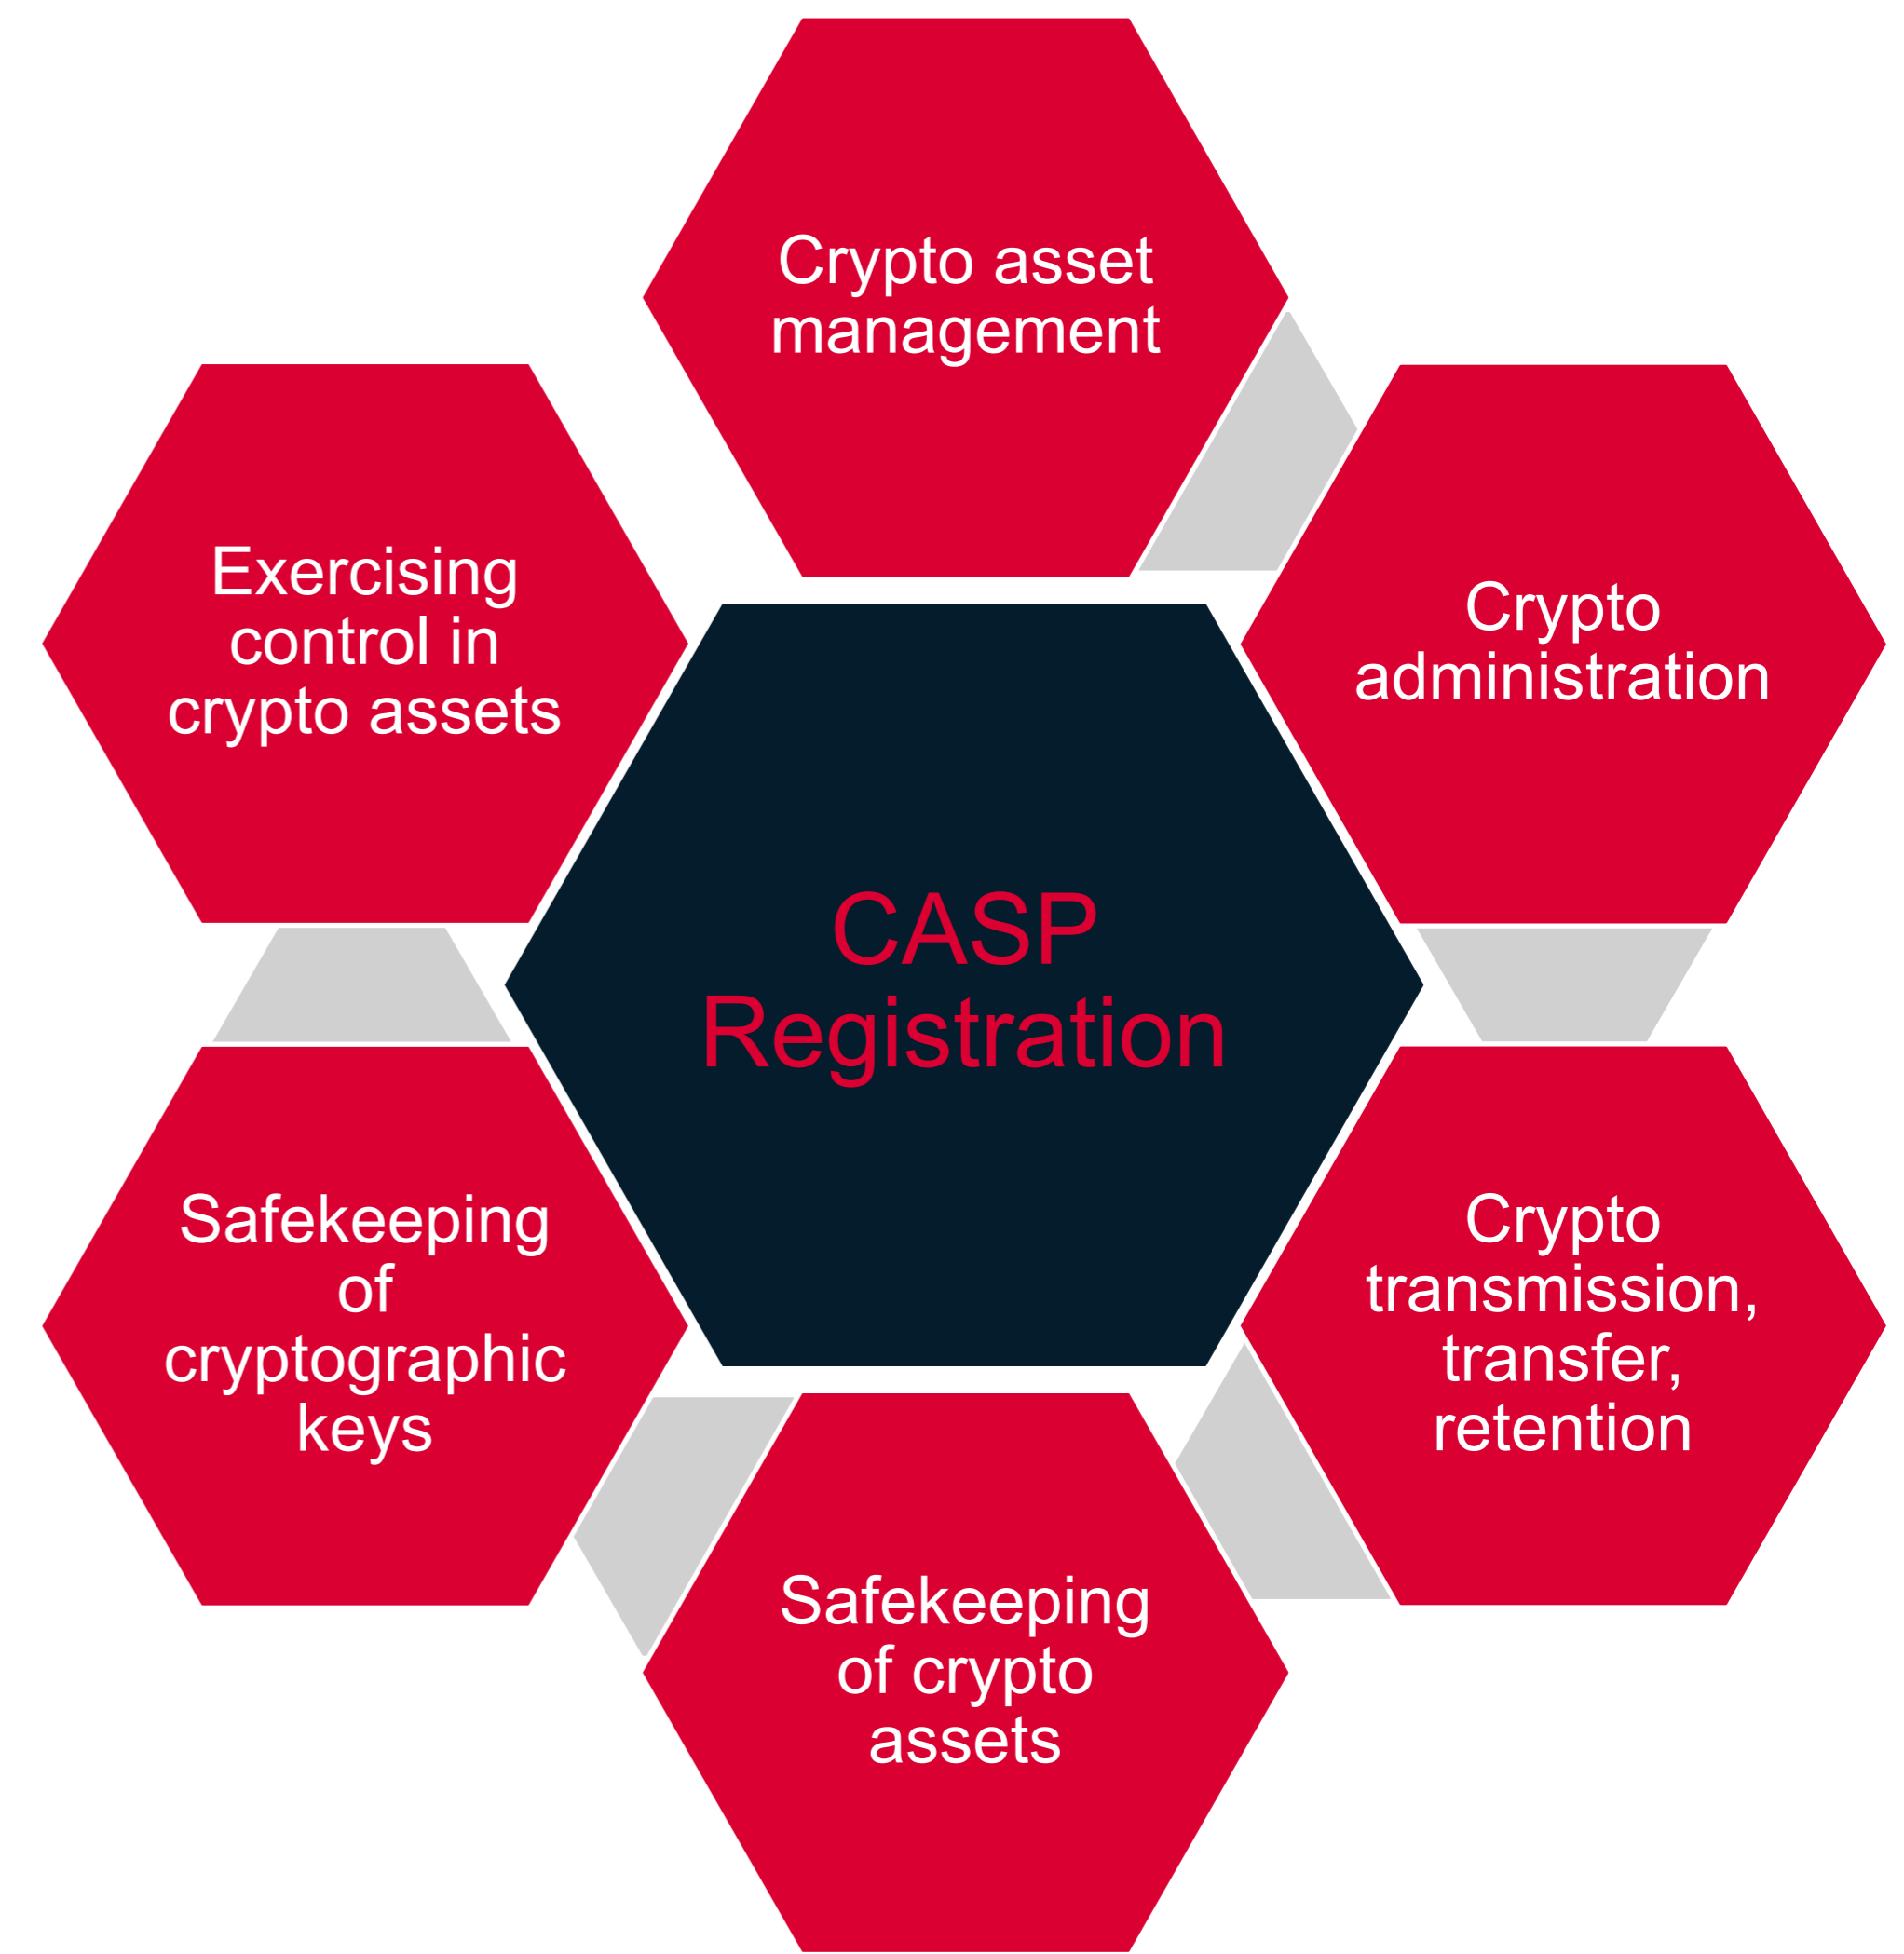 Crypto asset
management
Crypto
administration
Crypto
transmission,
transfer,
retention
Safekeeping
of crypto
assets
Safekeeping
of
cryptographic
keys
Exercising
control in
crypto assets
CASP
Registration